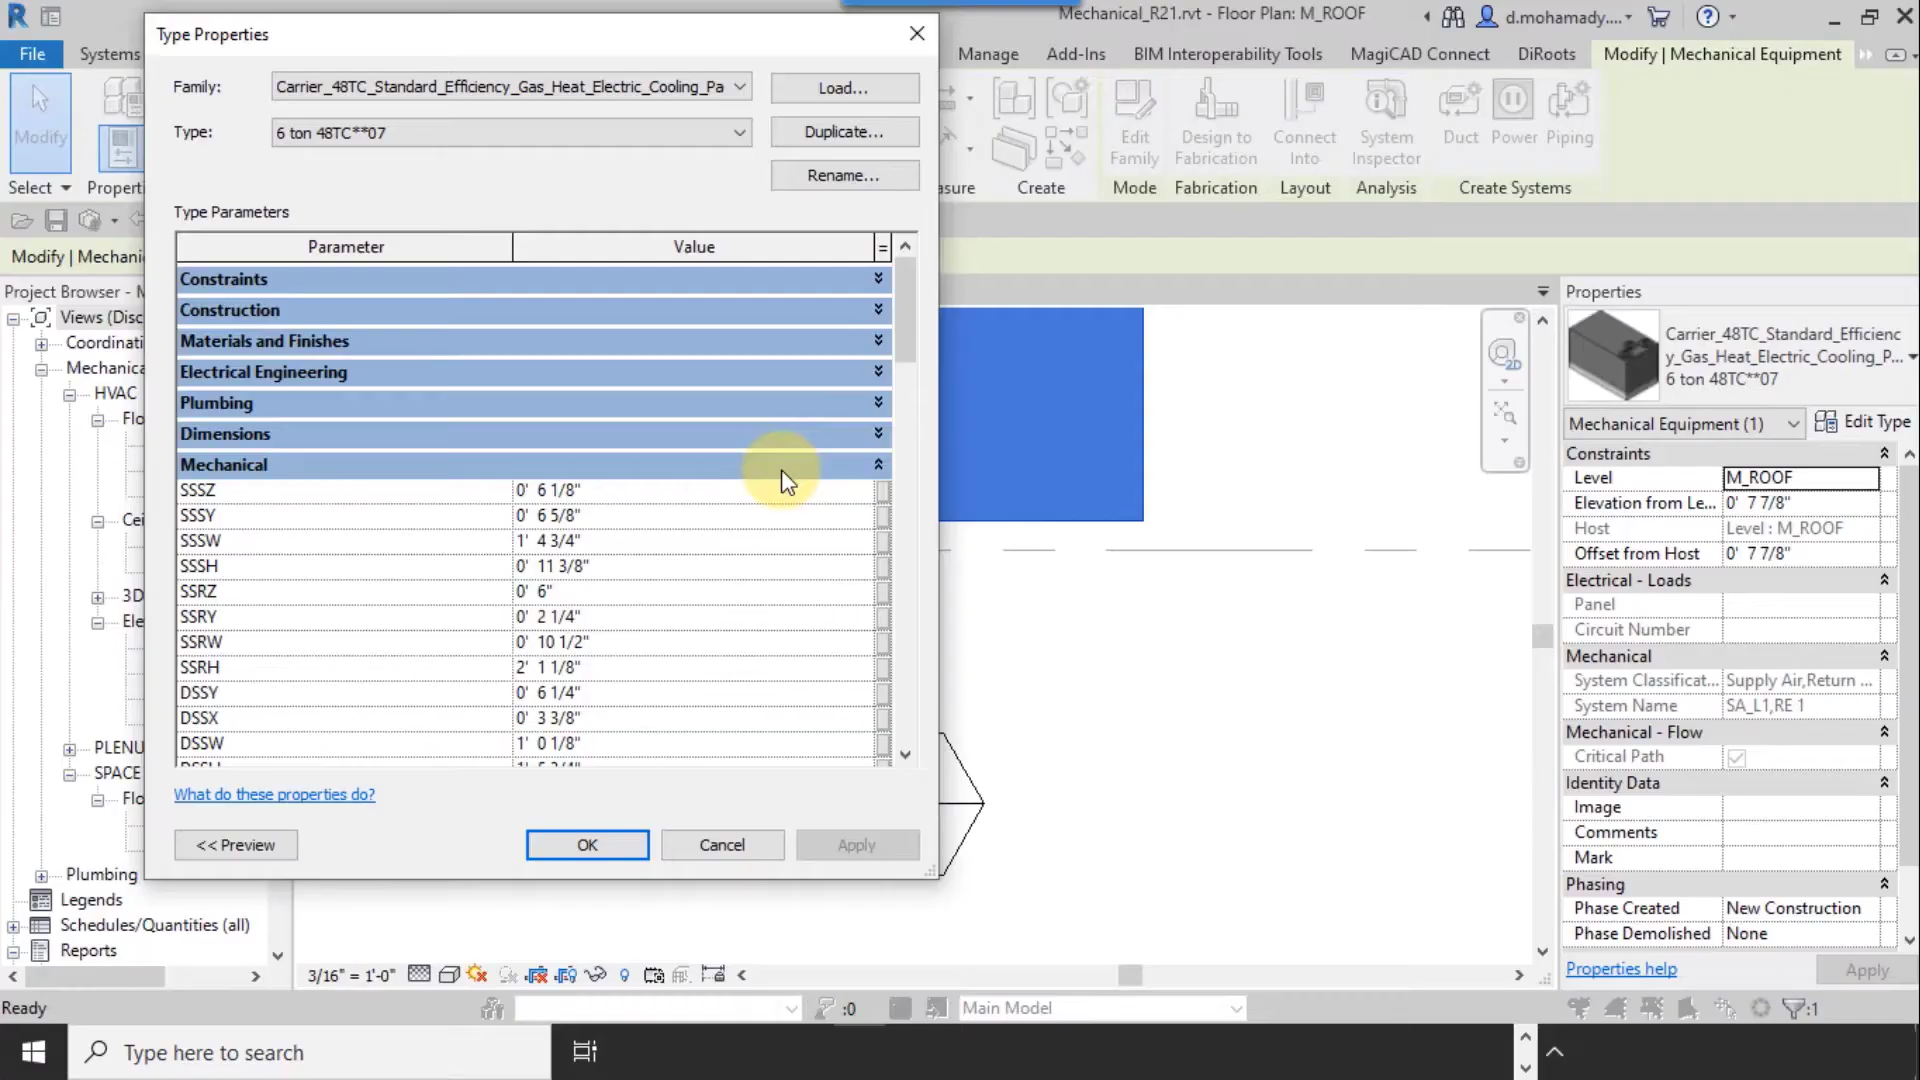 Mechanical_R21.rvt - Floor Plan: M_ROOF
d.mohamady....
Type Properties
File
Systems
Manage
Add-Ins
BIM Interoperability Tools
MagiCAD Connect
DiRoots
Modify | Mechanical Equipment
Family:
Carrier_48TC_Standard_Efficiency_Gas_Heat_Electric_Cooling_Pa
Load...
Type:
6 ton 48TC**07
Duplicate...
Rename...
Modify
Edit
Family
Design to
Fabrication
Connect
Into
System
Inspector
Duct
Power
Piping
Select
Properti
asure
Create
Mode
Fabrication
Layout
Analysis
Create Systems
Type Parameters
Parameter
Value
=
Modify | Mechani
Constraints
Construction
Materials and Finishes
Electrical Engineering
Plumbing
Dimensions
Mechanical
SSSZ 0' 6 1/8"
SSSY 0' 6 5/8"
SSSW 1' 4 3/4"
SSSH 0' 11 3/8"
SSRZ 0' 6"
SSRY 0' 2 1/4"
SSRW 0' 10 1/2"
SSRH 2' 1 1/8"
DSSY 0' 6 1/4"
DSSX 0' 3 3/8"
DSSW 1' 0 1/8"
What do these properties do?
<< Preview
OK
Cancel
Apply
Project Browser - M
Views (Disc
Coordinati
Mechanica
HVAC
Flo
Cei
3D
Ele
PLENU
SPACE
Flo
Plumbing
Legends
Schedules/Quantities (all)
Reports
2D
Properties
Carrier_48TC_Standard_Efficienc
y_Gas_Heat_Electric_Cooling_P...
6 ton 48TC**07
Mechanical Equipment (1)
Edit Type
Constraints
Level M_ROOF
Elevation from Le... 0' 7 7/8"
Host Level : M_ROOF
Offset from Host 0' 7 7/8"
Electrical - Loads
Panel
Circuit Number
Mechanical
System Classificat... Supply Air,Return ...
System Name SA_L1,RE 1
Mechanical - Flow
Critical Path
Identity Data
Image
Comments
Mark
Phasing
Phase Created New Construction
Phase Demolished None
Properties help
Apply
3/16" = 1'-0"
Ready
:0
Main Model
:1
Type here to search